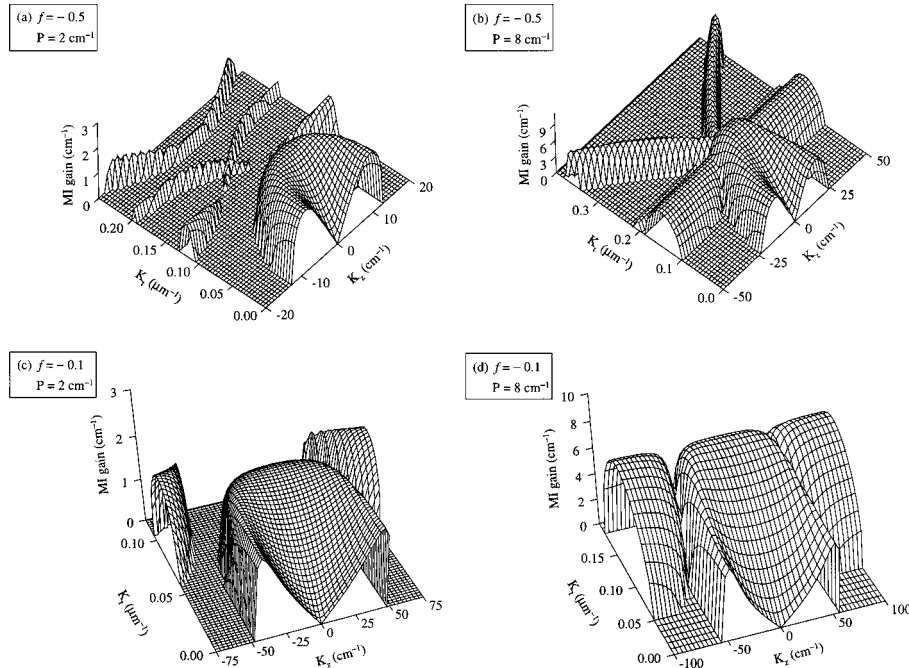 (a) f = − 0.5
P = 2 cm⁻¹
MI gain (cm⁻¹)
3
2
1
0
0.20
0.15
0.10
0.05
0.00
K_t (μm⁻¹)
-20
-10
0
10
20
K_z (cm⁻¹)
(b) f = − 0.5
P = 8 cm⁻¹
MI gain (cm⁻¹)
9
6
3
0
0.3
0.2
0.1
0.0
K_t (μm⁻¹)
-50
-25
0
25
50
K_z (cm⁻¹)
(c) f = − 0.1
P = 2 cm⁻¹
MI gain (cm⁻¹)
3
2
1
0
0.10
0.05
0.00
K_t (μm⁻¹)
-75
-50
-25
0
25
50
75
K_z (cm⁻¹)
(d) f = − 0.1
P = 8 cm⁻¹
MI gain (cm⁻¹)
10
8
6
4
2
0
0.15
0.10
0.05
0.00
K_t (μm⁻¹)
-100
-50
0
50
100
K_z (cm⁻¹)